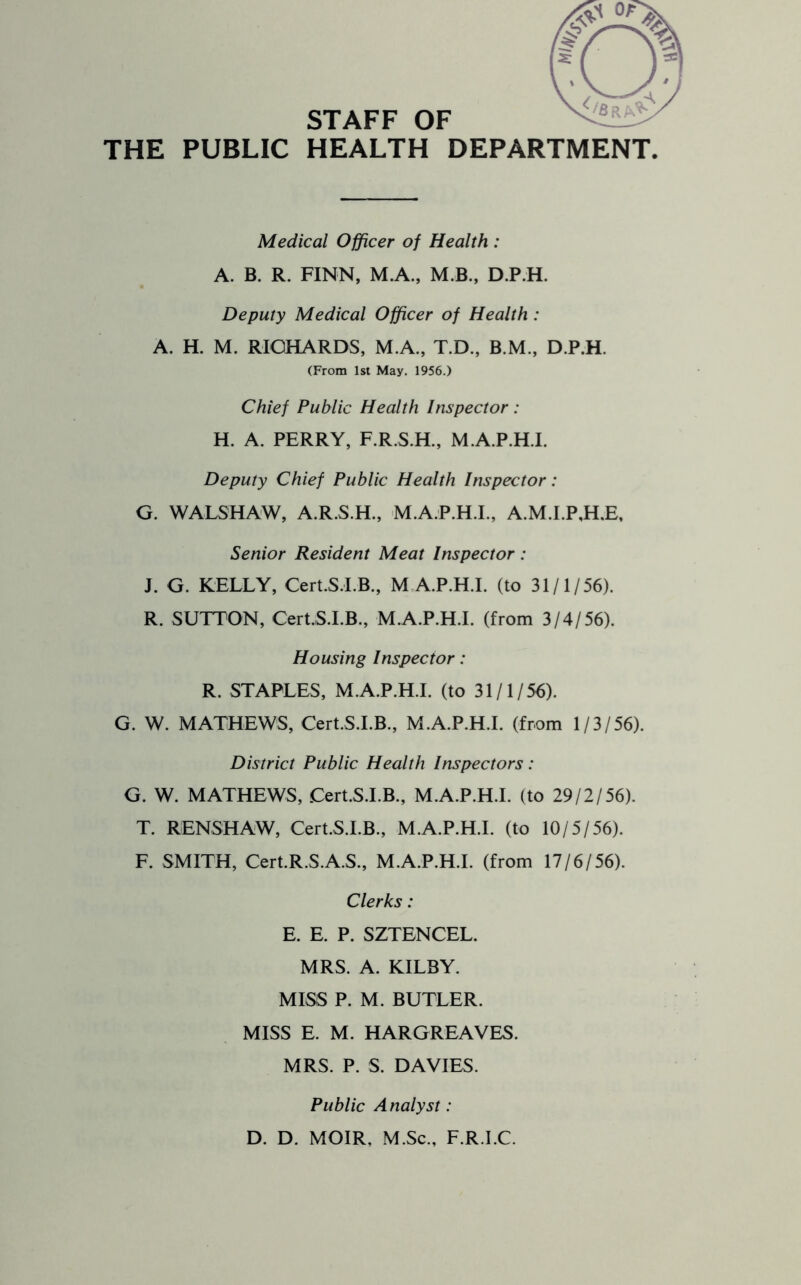 MINISTRY OF HEALTH
LIBRARY
STAFF OF
THE PUBLIC HEALTH DEPARTMENT.
Medical Officer of Health :
A. B. R. FINN, M.A., M.B., D.P.H.
Deputy Medical Officer of Health :
A. H. M. RICHARDS, M.A., T.D., B.M., D.P.H.
(From 1st May. 1956.)
Chief Public Health Inspector :
H. A. PERRY, F.R.S.H., M.A.P.H.I.
Deputy Chief Public Health Inspector :
G. WALSHAW, A.R.S.H., M.A.P.H.I., A.M.I.P,H.E,
Senior Resident Meat Inspector :
J. G. KELLY, Cert.S.I.B., M A.P.H.I. (to 31/1/56).
R. SUTTON, Cert.S.I.B., M.A.P.H.I. (from 3/4/56).
Housing Inspector :
R. STAPLES, M.A.P.H.I. (to 31/1/56).
G. W. MATHEWS, Cert.S.I.B., M.A.P.H.I. (from 1/3/56).
District Public Health Inspectors :
G. W. MATHEWS, Cert.S.I.B., M.A.P.H.I. (to 29/2/56).
T. RENSHAW, Cert.S.I.B., M.A.P.H.I. (to 10/5/56).
F. SMITH, Cert.R.S.A.S., M.A.P.H.I. (from 17/6/56).
Clerks :
E. E. P. SZTENCEL.
MRS. A. KILBY.
MISS P. M. BUTLER.
MISS E. M. HARGREAVES.
MRS. P. S. DAVIES.
Public Analyst :
D. D. MOIR, M.Sc., F.R.I.C.